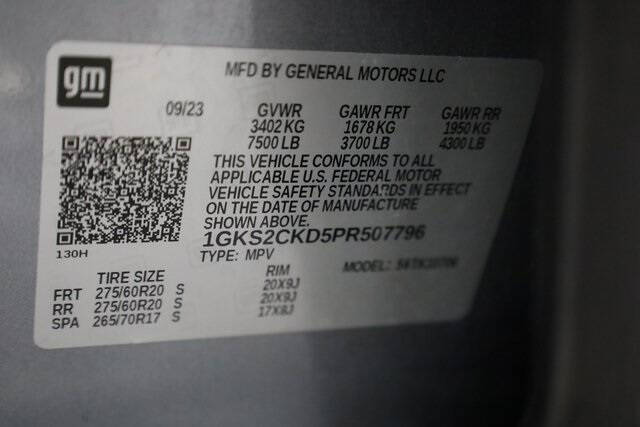 gm
MFD BY GENERAL MOTORS LLC
09/23 GVWR GAWR FRT GAWR RR
3402 KG 1678 KG 1950 KG
7500 LB 3700 LB 4300 LB
THIS VEHICLE CONFORMS TO ALL
APPLICABLE U.S. FEDERAL MOTOR
VEHICLE SAFETY STANDARDS IN EFFECT
ON THE DATE OF MANUFACTURE
SHOWN ABOVE.
1GKS2CKD5PR507796
130H
TYPE: MPV MODEL:
TIRE SIZE RIM
FRT 275/60R20 S 20X9J
RR 275/60R20 S 20X9J
SPA 265/70R17 S 17X8J